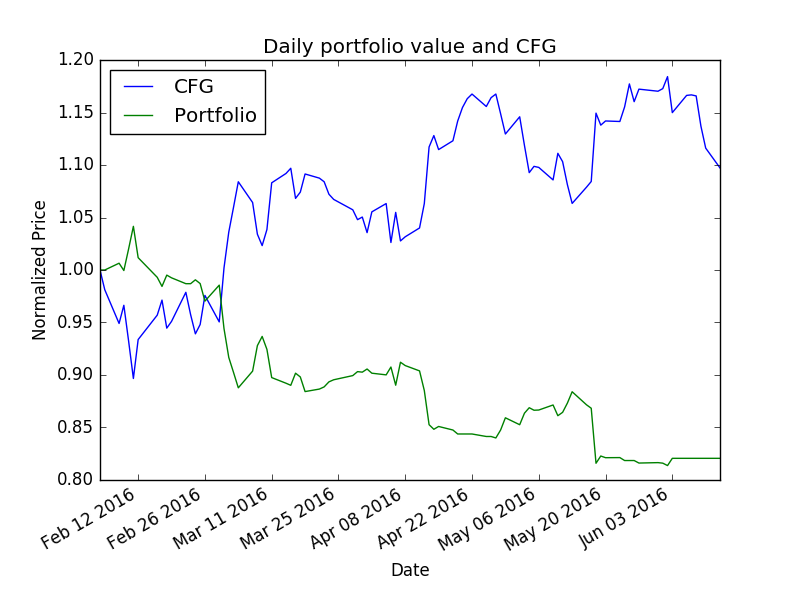 Daily portfolio value and CFG
1.20
1.15
1.10
1.05
1.00
0.95
0.90
0.85
0.80
Normalized Price
CFG
Portfolio
Feb 12 2016
Feb 26 2016
Mar 11 2016
Mar 25 2016
Apr 08 2016
Apr 22 2016
May 06 2016
May 20 2016
Jun 03 2016
Date